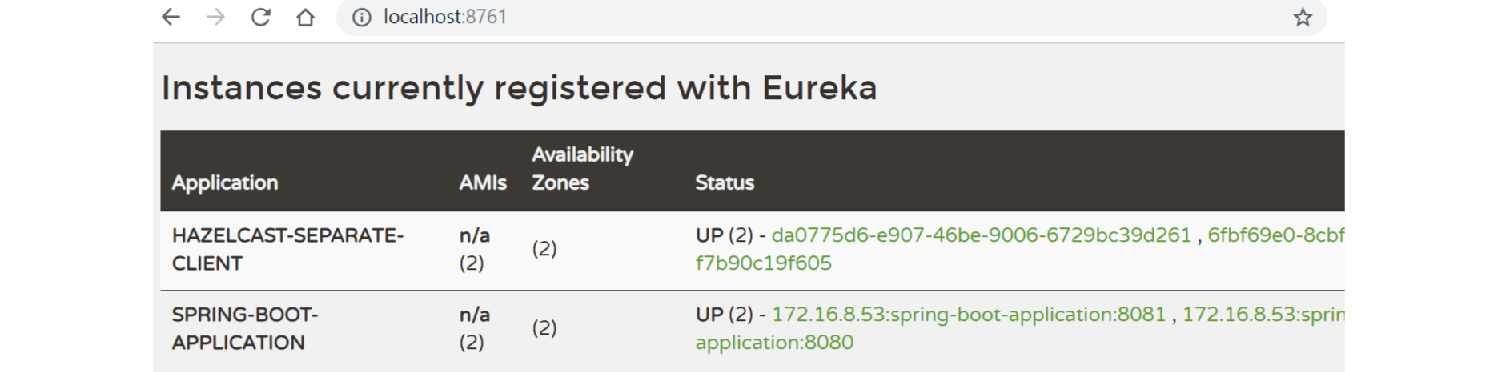 localhost:8761
Instances currently registered with Eureka
Availability
Application AMIs Zones Status
HAZELCAST-SEPARATE- n/a UP (2) - da0775d6-e907-46be-9006-6729bc39d261 , 6fbf69e0-8cbf
(2)
CLIENT (2) f7b90c19f605
SPRING-BOOT- n/a UP (2) - 172.16.8.53:spring-boot-application:8081 , 172.16.8.53:sprin
(2)
APPLICATION (2) application:8080